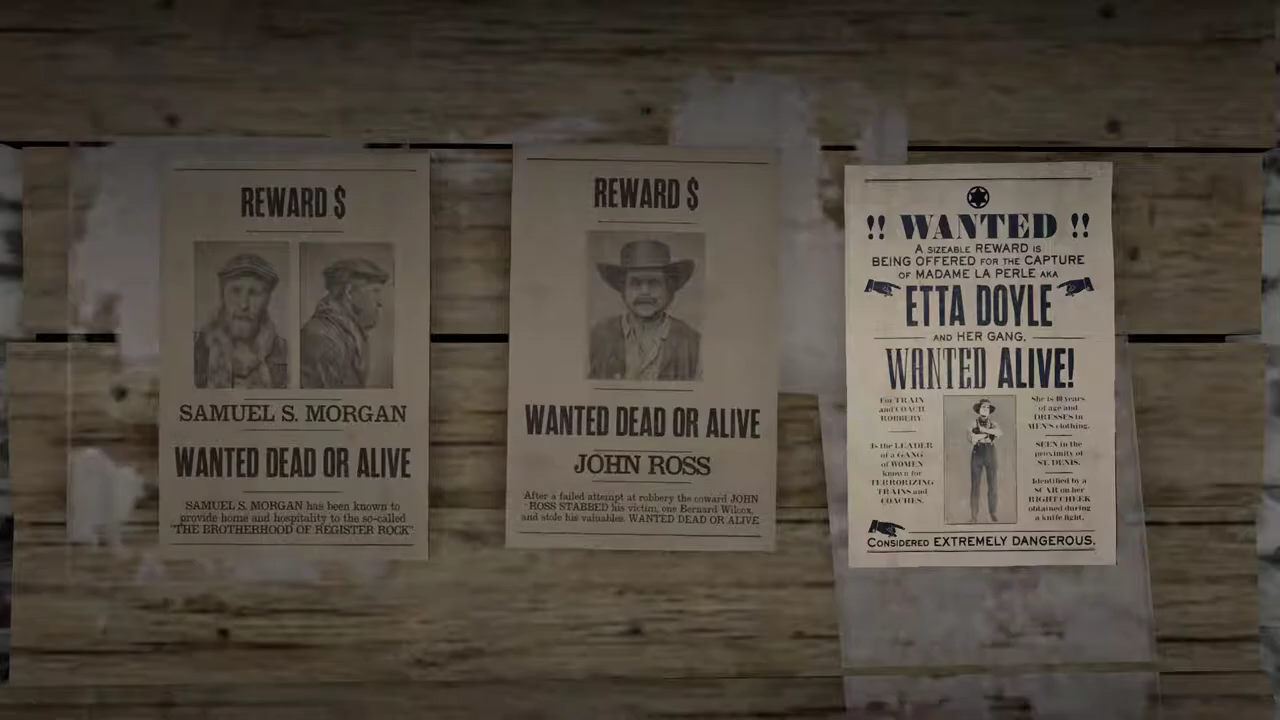 REWARD $
SAMUEL S. MORGAN
WANTED DEAD OR ALIVE
SAMUEL S. MORGAN has been known to
provide home and hospitality to the so-called
"THE BROTHERHOOD OF REGISTER ROCK"
REWARD $
WANTED DEAD OR ALIVE
JOHN ROSS
After a failed attempt at robbery the coward JOHN
ROSS STABBED his victim, one Bernard Wilcox,
and stole his valuables. WANTED DEAD OR ALIVE
!! WANTED !!
A SIZEABLE REWARD IS
BEING OFFERED FOR THE CAPTURE
OF MADAME LA PERLE AKA
ETTA DOYLE
AND HER GANG,
WANTED ALIVE!
For TRAIN
and COACH
ROBBERY.
Is the LEADER
of a GANG
of WOMEN
known for
TERRORIZING
TRAINS and
COACHES.
She is 40 years
of age and
DRESSES in
MEN's clothing.
SEEN in the
proximity of
ST. DENIS.
Identified by a
SCAR on her
RIGHT CHEEK
obtained during
a knife fight.
CONSIDERED EXTREMELY DANGEROUS.